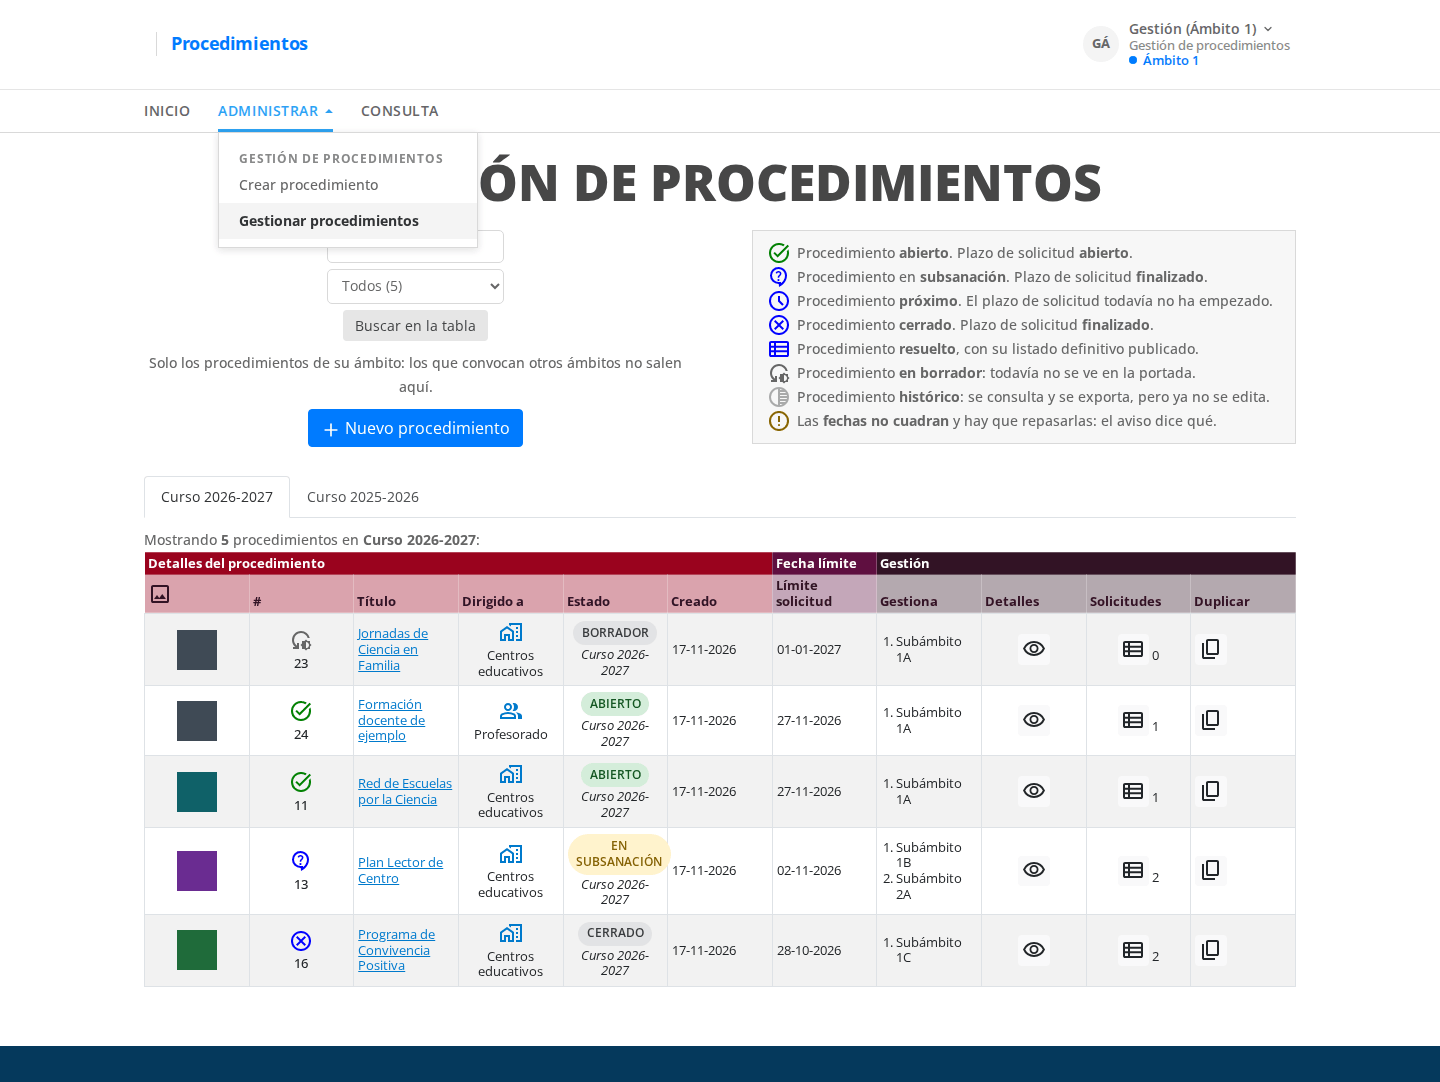 Procedimientos
GÁ
Gestión (Ámbito 1)
Gestión de procedimientos
Ámbito 1
INICIO
ADMINISTRAR
CONSULTA
GESTIÓN DE PROCEDIMIENTOS
Crear procedimiento
Gestionar procedimientos
ÓN DE PROCEDIMIENTOS
Todos (5)
Buscar en la tabla
Solo los procedimientos de su ámbito: los que convocan otros ámbitos no salen
aquí.
Nuevo procedimiento
Procedimiento abierto. Plazo de solicitud abierto.
Procedimiento en subsanación. Plazo de solicitud finalizado.
Procedimiento próximo. El plazo de solicitud todavía no ha empezado.
Procedimiento cerrado. Plazo de solicitud finalizado.
Procedimiento resuelto, con su listado definitivo publicado.
Procedimiento en borrador: todavía no se ve en la portada.
Procedimiento histórico: se consulta y se exporta, pero ya no se edita.
Las fechas no cuadran y hay que repasarlas: el aviso dice qué.
Curso 2026-2027
Curso 2025-2026
Mostrando 5 procedimientos en Curso 2026-2027:
Detalles del procedimiento
Fecha límite
Gestión
#
Título
Dirigido a
Estado
Creado
Límite
solicitud
Gestiona
Detalles
Solicitudes
Duplicar
23
Jornadas de
Ciencia en
Familia
Centros
educativos
BORRADOR
Curso 2026-
2027
17-11-2026
01-01-2027
1. Subámbito
1A
0
24
Formación
docente de
ejemplo
Profesorado
ABIERTO
Curso 2026-
2027
17-11-2026
27-11-2026
1. Subámbito
1A
1
11
Red de Escuelas
por la Ciencia
Centros
educativos
ABIERTO
Curso 2026-
2027
17-11-2026
27-11-2026
1. Subámbito
1A
1
13
Plan Lector de
Centro
Centros
educativos
EN
SUBSANACIÓN
Curso 2026-
2027
17-11-2026
02-11-2026
1. Subámbito
1B
2. Subámbito
2A
2
16
Programa de
Convivencia
Positiva
Centros
educativos
CERRADO
Curso 2026-
2027
17-11-2026
28-10-2026
1. Subámbito
1C
2